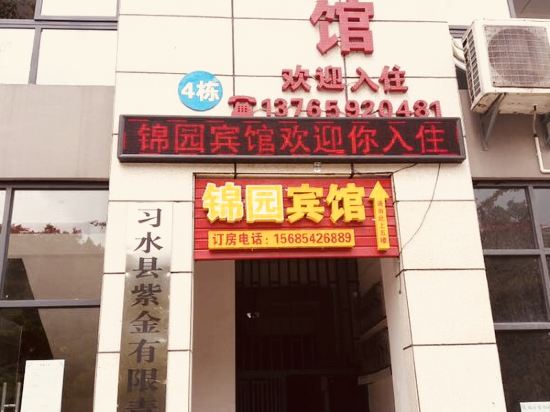 馆
欢迎入住
4栋
☎13765920481
锦园宾馆欢迎你入住
锦园宾馆
订房电话：15685426889
习水县紫金有限责